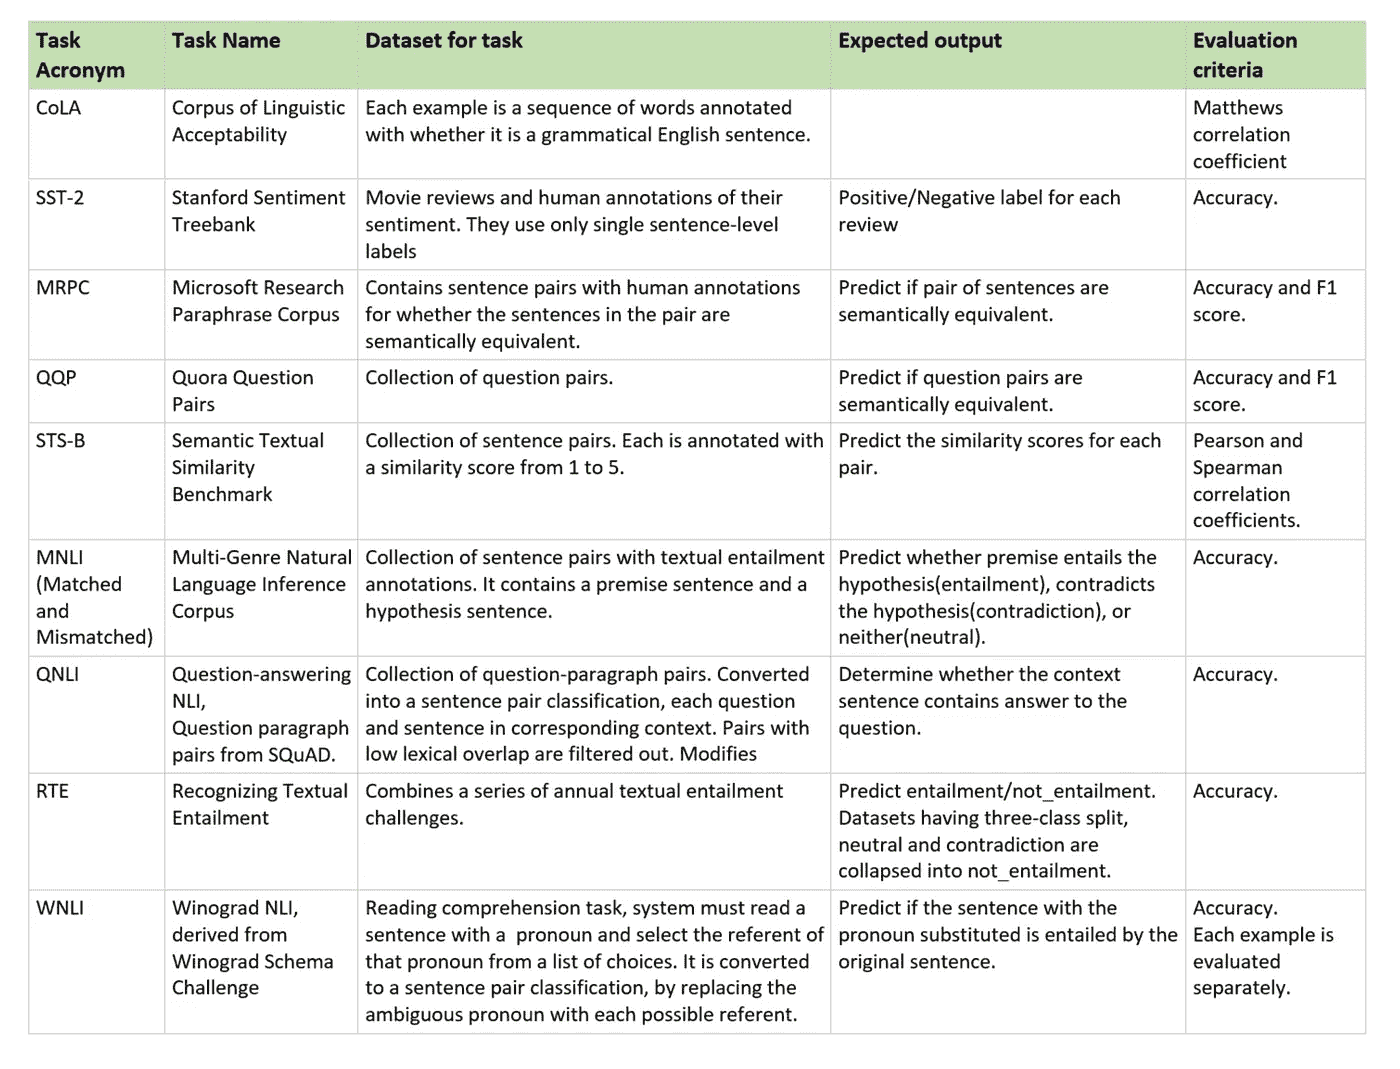 Task Acronym
Task Name
Dataset for task
Expected output
Evaluation criteria
CoLA
Corpus of Linguistic
Acceptability
Each example is a sequence of words annotated
with whether it is a grammatical English sentence.
Matthews
correlation
coefficient
SST-2
Stanford Sentiment
Treebank
Movie reviews and human annotations of their
sentiment. They use only single sentence-level
labels
Positive/Negative label for each
review
Accuracy.
MRPC
Microsoft Research
Paraphrase Corpus
Contains sentence pairs with human annotations
for whether the sentences in the pair are
semantically equivalent.
Predict if pair of sentences are
semantically equivalent.
Accuracy and F1
score.
QQP
Quora Question
Pairs
Collection of question pairs.
Predict if question pairs are
semantically equivalent.
Accuracy and F1
score.
STS-B
Semantic Textual
Similarity
Benchmark
Collection of sentence pairs. Each is annotated with
a similarity score from 1 to 5.
Predict the similarity scores for each
pair.
Pearson and
Spearman
correlation
coefficients.
MNLI
(Matched
and
Mismatched)
Multi-Genre Natural
Language Inference
Corpus
Collection of sentence pairs with textual entailment
annotations. It contains a premise sentence and a
hypothesis sentence.
Predict whether premise entails the
hypothesis(entailment), contradicts
the hypothesis(contradiction), or
neither(neutral).
Accuracy.
QNLI
Question-answering
NLI,
Question paragraph
pairs from SQuAD.
Collection of question-paragraph pairs. Converted
into a sentence pair classification, each question
and sentence in corresponding context. Pairs with
low lexical overlap are filtered out. Modifies
Determine whether the context
sentence contains answer to the
question.
Accuracy.
RTE
Recognizing Textual
Entailment
Combines a series of annual textual entailment
challenges.
Predict entailment/not_entailment.
Datasets having three-class split,
neutral and contradiction are
collapsed into not_entailment.
Accuracy.
WNLI
Winograd NLI,
derived from
Winograd Schema
Challenge
Reading comprehension task, system must read a
sentence with a pronoun and select the referent of
that pronoun from a list of choices. It is converted
to a sentence pair classification, by replacing the
ambiguous pronoun with each possible referent.
Predict if the sentence with the
pronoun substituted is entailed by the
original sentence.
Accuracy.
Each example is
evaluated
separately.